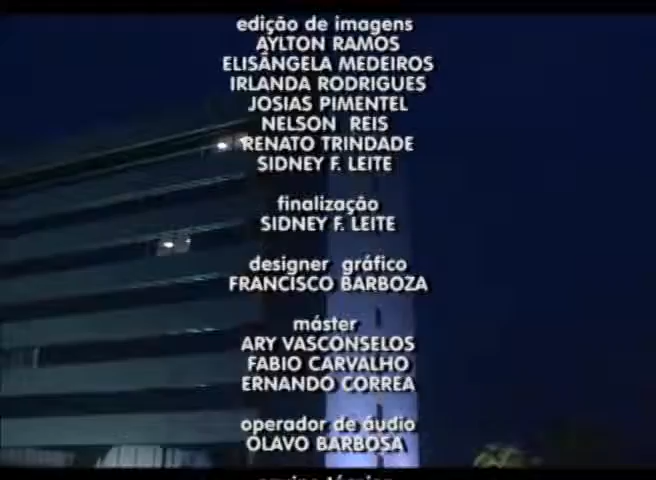 edição de imagens
AYLTON RAMOS
ELISÂNGELA MEDEIROS
IRLANDA RODRIGUES
JOSIAS PIMENTEL
NELSON REIS
RENATO TRINDADE
SIDNEY F. LEITE
finalização
SIDNEY F. LEITE
designer gráfico
FRANCISCO BARBOZA
máster
ARY VASCONSELOS
FABIO CARVALHO
ERNANDO CORREA
operador de áudio
OLAVO BARBOSA